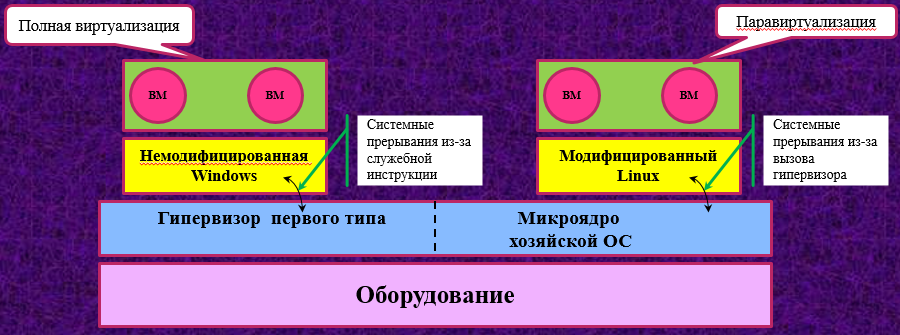 Полная виртуализация
Паравиртуализация
ВМ
ВМ
ВМ
ВМ
Системные
прерывания из-за
служебной
инструкции
Системные
прерывания из-за
вызова
гипервизора
Немодифицированная
Windows
Модифицированный
Linux
Гипервизор первого типа
Микроядро
хозяйской ОС
Оборудование